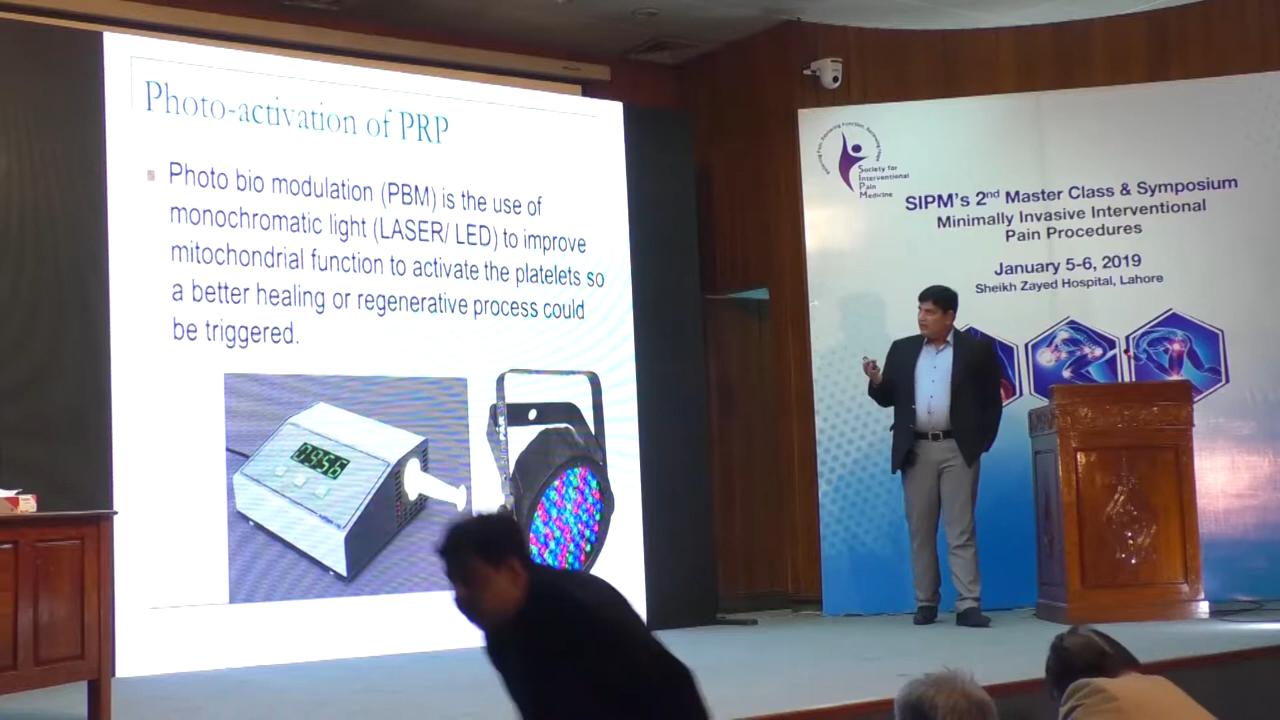 Photo-activation of PRP
Photo bio modulation (PBM) is the use of
monochromatic light (LASER/ LED) to improve
mitochondrial function to activate the platelets so
a better healing or regenerative process could
be triggered.
0956
Society for
Interventional
Pain
Medicine
SIPM's 2nd Master Class & Symposium
Minimally Invasive Interventional
Pain Procedures
January 5-6, 2019
Sheikh Zayed Hospital, Lahore